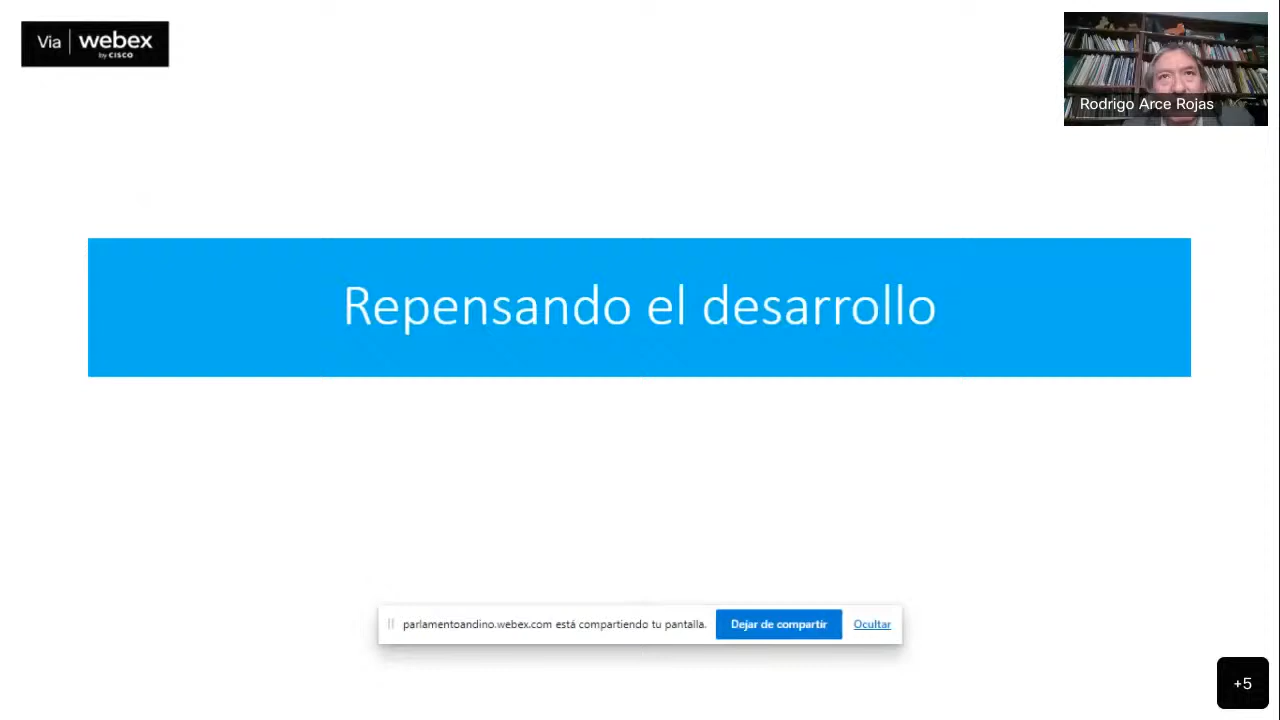 Via | webex
by CISCO
Rodrigo Arce Rojas
Repensando el desarrollo
parlamentoandino.webex.com está compartiendo tu pantalla.
Dejar de compartir
Ocultar
+5